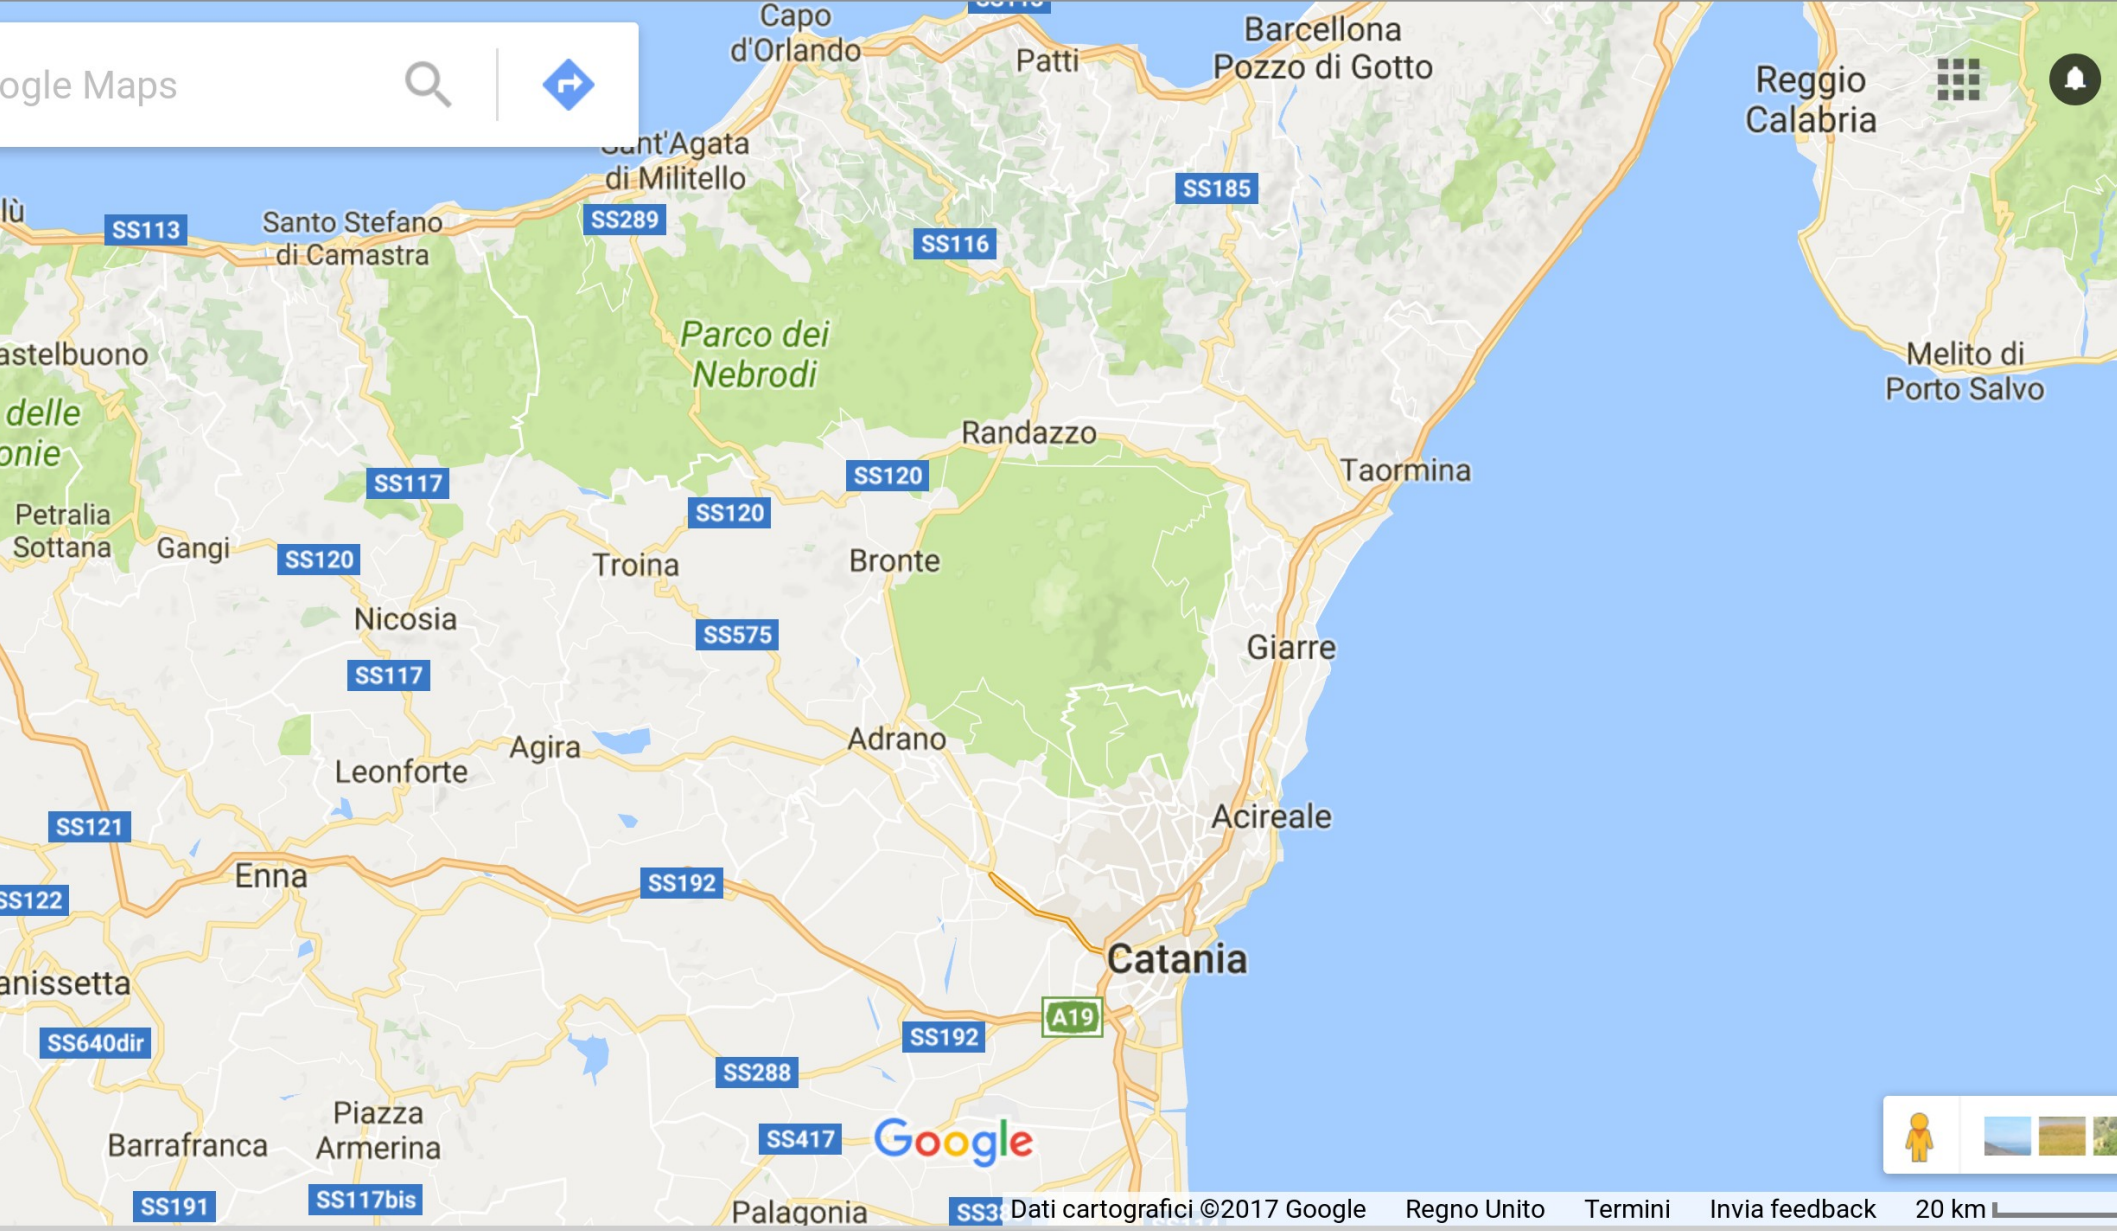 Capo
d'Orlando
Patti
Barcellona
Pozzo di Gotto
Reggio
Calabria
ogle Maps
Sant'Agata
di Militello
SS185
lù
SS113
Santo Stefano
di Camastra
SS289
SS116
Parco dei
Nebrodi
astelbuono
Melito di
Porto Salvo
delle
onie
Randazzo
Taormina
SS117
SS120
SS120
Petralia
Sottana
Gangi
SS120
Troina
Bronte
Nicosia
SS575
Giarre
SS117
Adrano
Agira
Leonforte
Acireale
SS121
Enna
SS192
SS122
Catania
anissetta
A19
SS640dir
SS192
SS288
Piazza
Armerina
Barrafranca
SS417
Google
SS191
SS117bis
Palagonia
SS38
Dati cartografici ©2017 Google Regno Unito Termini Invia feedback 20 km